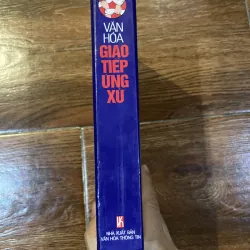 VĂN
HÓA
GIAO
TIẾP
ỨNG
XỬ
NHÀ XUẤT BẢN
VĂN HÓA THÔNG TIN